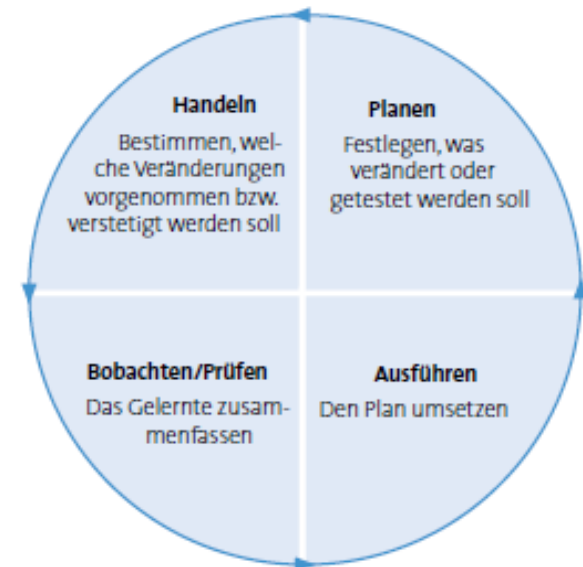 Handeln
Bestimmen, wel-
che Veränderungen
vorgenommen bzw.
verstetigt werden soll
Planen
Festlegen, was
verändert oder
getestet werden soll
Bobachten/Prüfen
Das Gelernte zusam-
menfassen
Ausführen
Den Plan umsetzen